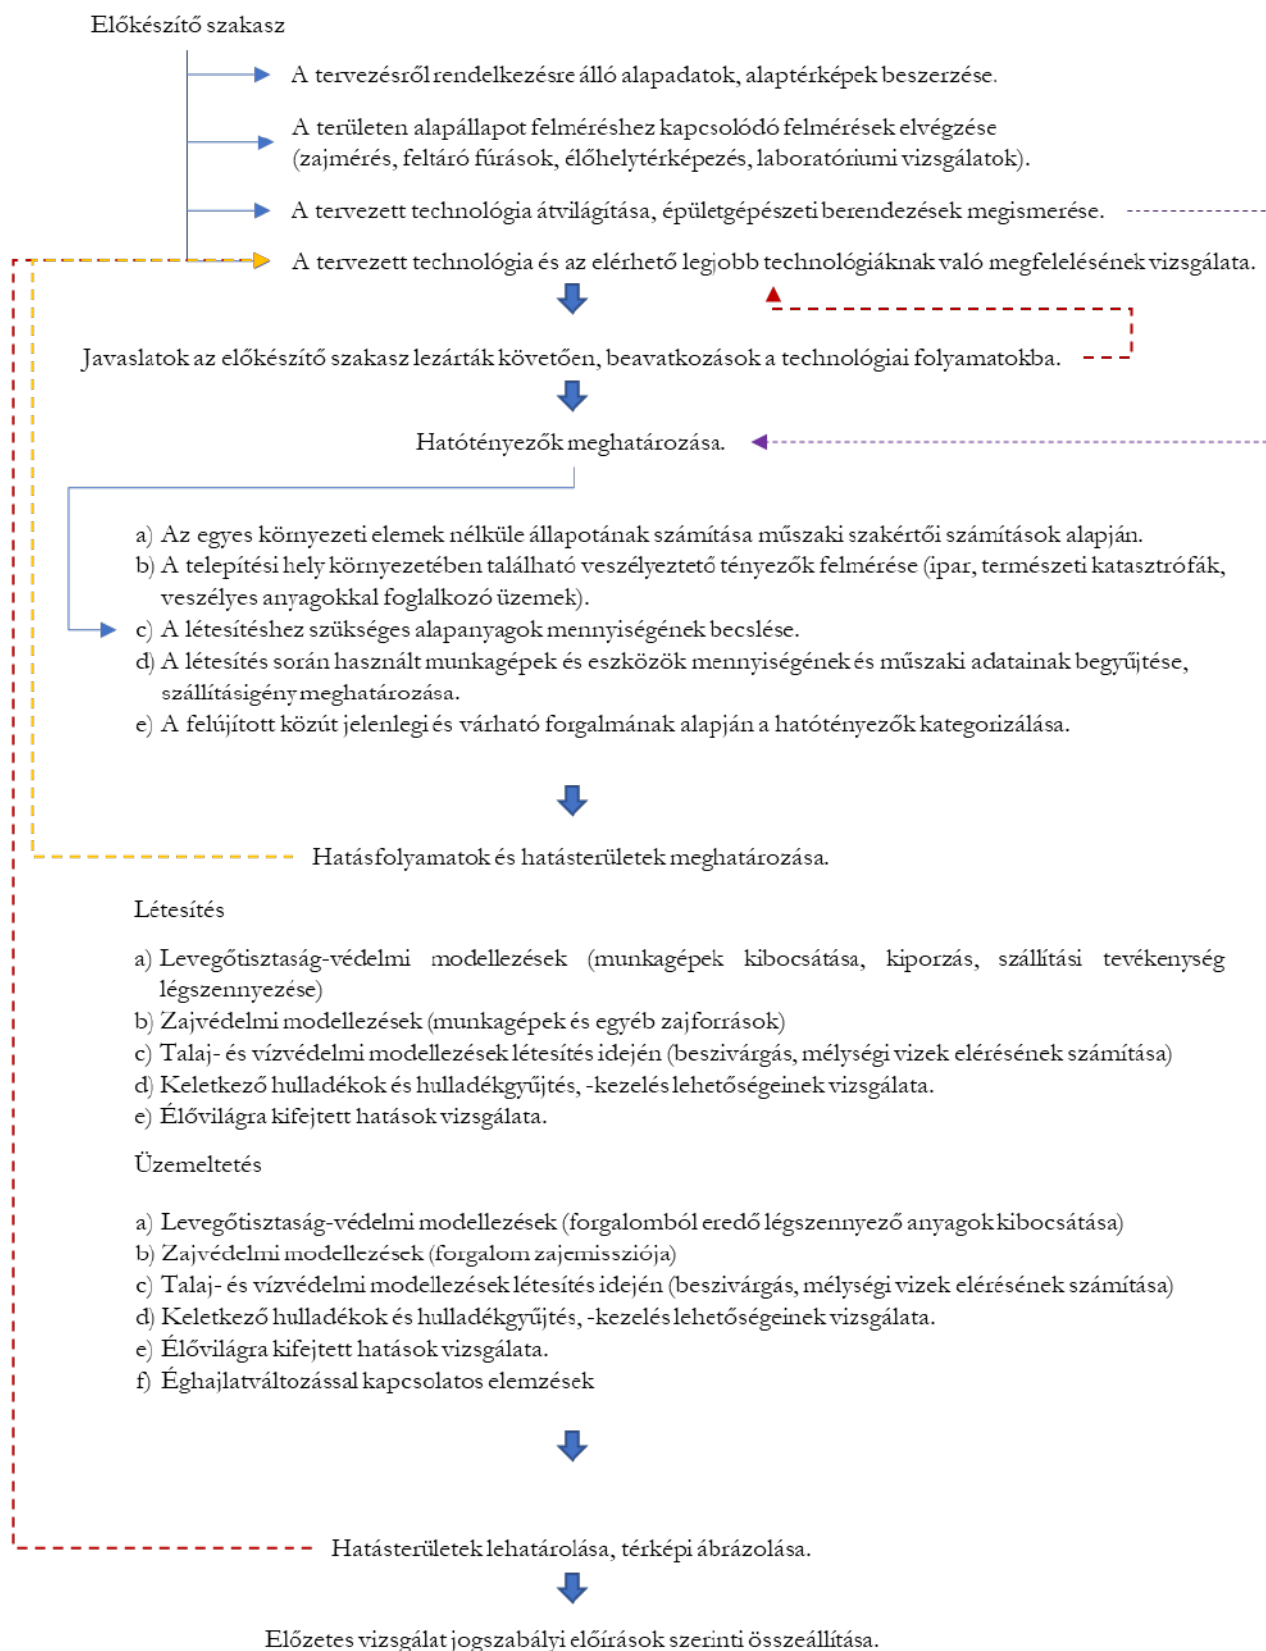 Előkészítő szakasz
A tervezésről rendelkezésre álló alapadatok, alaptérképek beszerzése.
A területen alapállapot felméréshez kapcsolódó felmérések elvégzése
(zajmérés, feltáró fúrások, élőhelytérképezés, laboratóriumi vizsgálatok).
A tervezett technológia átvilágítása, épületgépészeti berendezések megismerése.
A tervezett technológia és az elérhető legjobb technológiáknak való megfelelésének vizsgálata.
Javaslatok az előkészítő szakasz lezárták követően, beavatkozások a technológiai folyamatokba.
Hatótényezők meghatározása.
a) Az egyes környezeti elemek nélküle állapotának számítása műszaki szakértői számítások alapján.
b) A telepítési hely környezetében található veszélyeztető tényezők felmérése (ipar, természeti katasztrófák,
veszélyes anyagokkal foglalkozó üzemek).
c) A létesítéshez szükséges alapanyagok mennyiségének becslése.
d) A létesítés során használt munkagépek és eszközök mennyiségének és műszaki adatainak begyűjtése,
szállításigény meghatározása.
e) A felújított közút jelenlegi és várható forgalmának alapján a hatótényezők kategorizálása.
Hatásfolyamatok és hatásterületek meghatározása.
Létesítés
a) Levegőtisztaság-védelmi modellezések (munkagépek kibocsátása, kiporzás, szállítási tevékenység
légszennyezése)
b) Zajvédelmi modellezések (munkagépek és egyéb zajforrások)
c) Talaj- és vízvédelmi modellezések létesítés idején (beszivárgás, mélységi vizek elérésének számítása)
d) Keletkező hulladékok és hulladékgyűjtés, -kezelés lehetőségeinek vizsgálata.
e) Élővilágra kifejtett hatások vizsgálata.
Üzemeltetés
a) Levegőtisztaság-védelmi modellezések (forgalomból eredő légszennyező anyagok kibocsátása)
b) Zajvédelmi modellezések (forgalom zajemissziója)
c) Talaj- és vízvédelmi modellezések létesítés idején (beszivárgás, mélységi vizek elérésének számítása)
d) Keletkező hulladékok és hulladékgyűjtés, -kezelés lehetőségeinek vizsgálata.
e) Élővilágra kifejtett hatások vizsgálata.
f) Éghajlatváltozással kapcsolatos elemzések
Hatásterületek lehatárolása, térképi ábrázolása.
Előzetes vizsgálat jogszabályi előírások szerinti összeállítása.